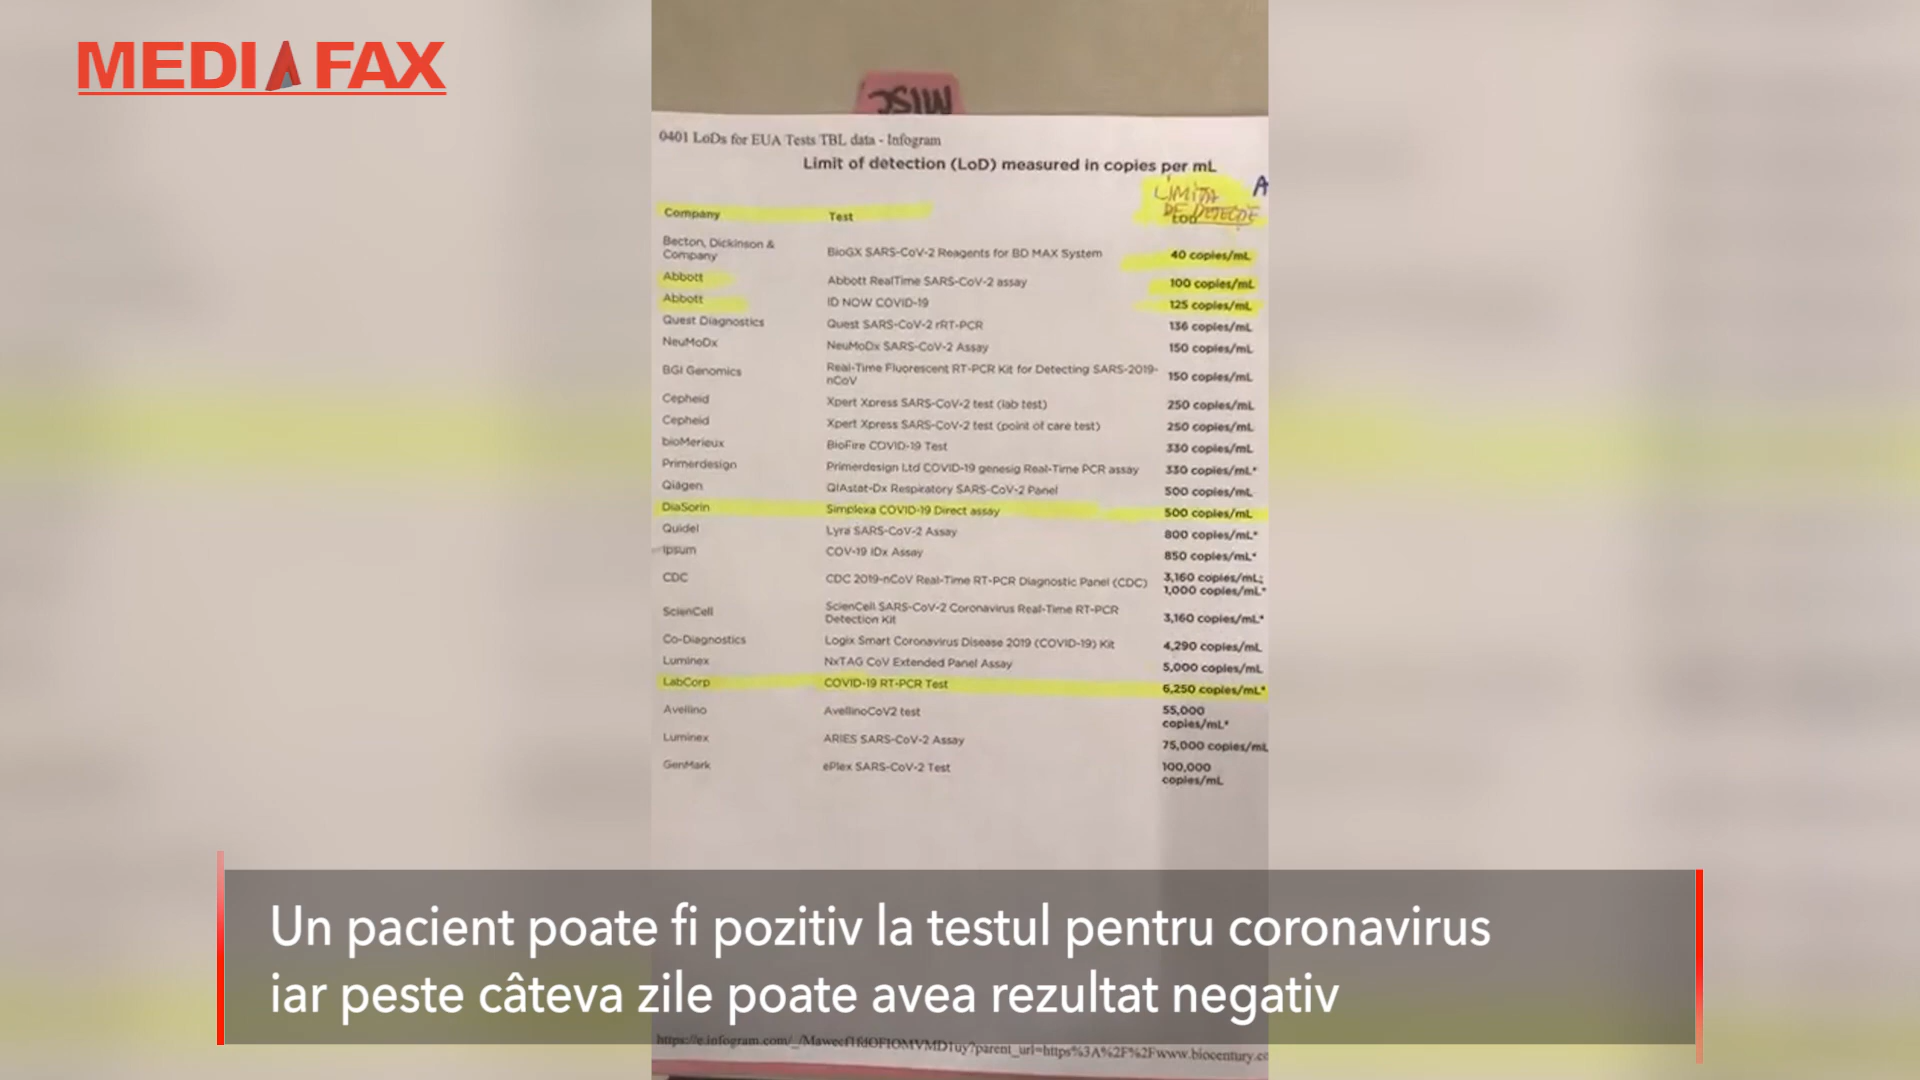 MEDIAFAX
MISC
0401 LoDs for EUA Tests TBL data - Infogram
Limit of detection (LoD) measured in copies per mL
LIMITA A
DE DETECȚIE
Company Test LoD
Becton, Dickinson &
Company BioGX SARS-CoV-2 Reagents for BD MAX System 40 copies/mL
Abbott Abbott RealTime SARS-CoV-2 assay 100 copies/mL
Abbott ID NOW COVID-19 125 copies/mL
Quest Diagnostics Quest SARS-CoV-2 rRT-PCR 136 copies/mL
NeuMoDx NeuMoDx SARS-CoV-2 Assay 150 copies/mL
BGI Genomics Real-Time Fluorescent RT-PCR Kit for Detecting SARS-2019-
nCoV 150 copies/mL
Cepheid Xpert Xpress SARS-CoV-2 test (lab test) 250 copies/mL
Cepheid Xpert Xpress SARS-CoV-2 test (point of care test) 250 copies/mL
bioMerieux BioFire COVID-19 Test 330 copies/mL
Primerdesign Primerdesign Ltd COVID-19 genesig Real-Time PCR assay 330 copies/mL*
Qiagen QIAstat-Dx Respiratory SARS-CoV-2 Panel 500 copies/mL
DiaSorin Simplexa COVID-19 Direct assay 500 copies/mL
Quidel Lyra SARS-CoV-2 Assay 800 copies/mL*
Ipsum COV-19 IDx Assay 850 copies/mL*
CDC CDC 2019-nCoV Real-Time RT-PCR Diagnostic Panel (CDC) 3,160 copies/mL;
1,000 copies/mL*
ScienCell ScienCell SARS-CoV-2 Coronavirus Real-Time RT-PCR
Detection Kit 3,160 copies/mL*
Co-Diagnostics Logix Smart Coronavirus Disease 2019 (COVID-19) Kit 4,290 copies/mL
Luminex NxTAG CoV Extended Panel Assay 5,000 copies/mL
LabCorp COVID-19 RT-PCR Test 6,250 copies/mL*
Avellino AvellinoCoV2 test 55,000
copies/mL*
Luminex ARIES SARS-CoV-2 Assay 75,000 copies/mL
GenMark ePlex SARS-CoV-2 Test 100,000
copies/mL
Un pacient poate fi pozitiv la testul pentru coronavirus
iar peste câteva zile poate avea rezultat negativ